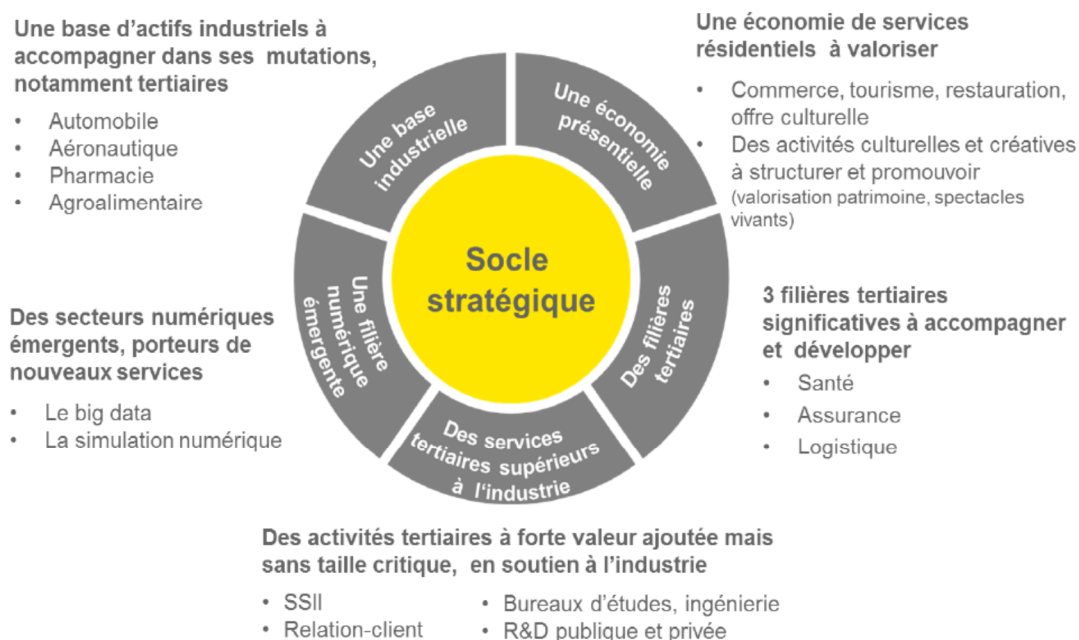 Une base d'actifs industriels à
accompagner dans ses mutations,
notamment tertiaires
• Automobile
• Aéronautique
• Pharmacie
• Agroalimentaire
Une économie de services
résidentiels à valoriser
• Commerce, tourisme, restauration,
offre culturelle
• Des activités culturelles et créatives
à structurer et promouvoir
(valorisation patrimoine, spectacles
vivants)
Une base
industrielle
Une économie
présentielle
Socle
stratégique
Une filière
numérique
émergente
Des filières
tertiaires
Des services
tertiaires supérieurs
à l'industrie
Des secteurs numériques
émergents, porteurs de
nouveaux services
• Le big data
• La simulation numérique
3 filières tertiaires
significatives à accompagner
et développer
• Santé
• Assurance
• Logistique
Des activités tertiaires à forte valeur ajoutée mais
sans taille critique, en soutien à l'industrie
• SSII
• Relation-client
• Bureaux d'études, ingénierie
• R&D publique et privée